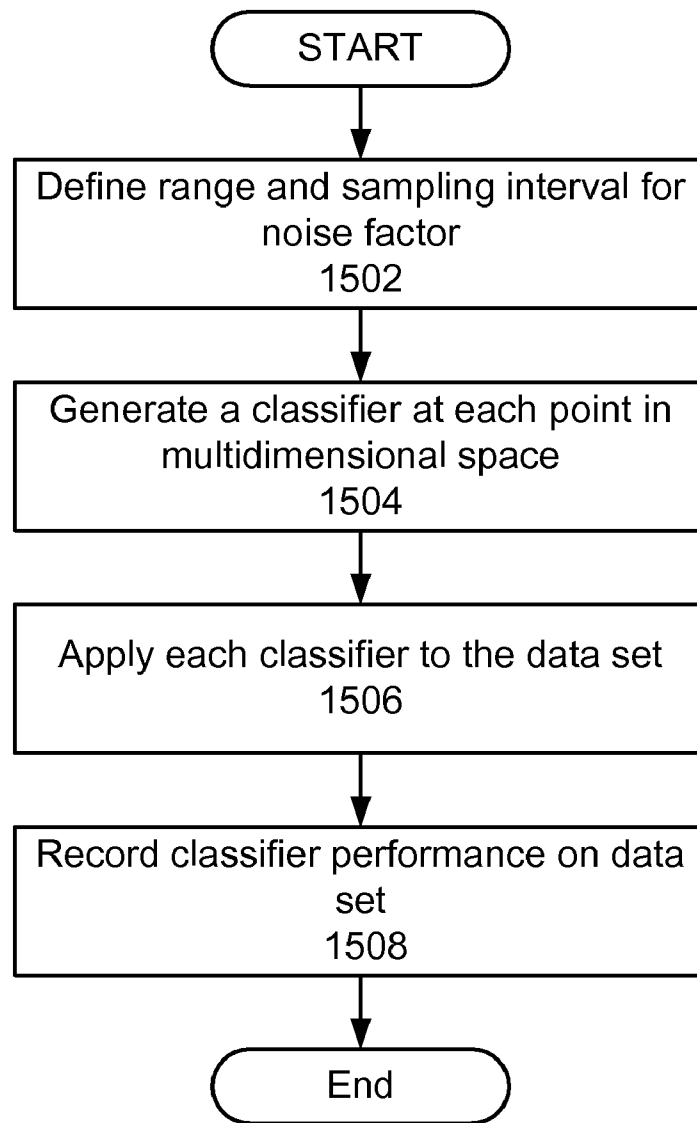 START
Define range and sampling interval for
noise factor
1502
Generate a classifier at each point in
multidimensional space
1504
Apply each classifier to the data set
1506
Record classifier performance on data
set
1508
End